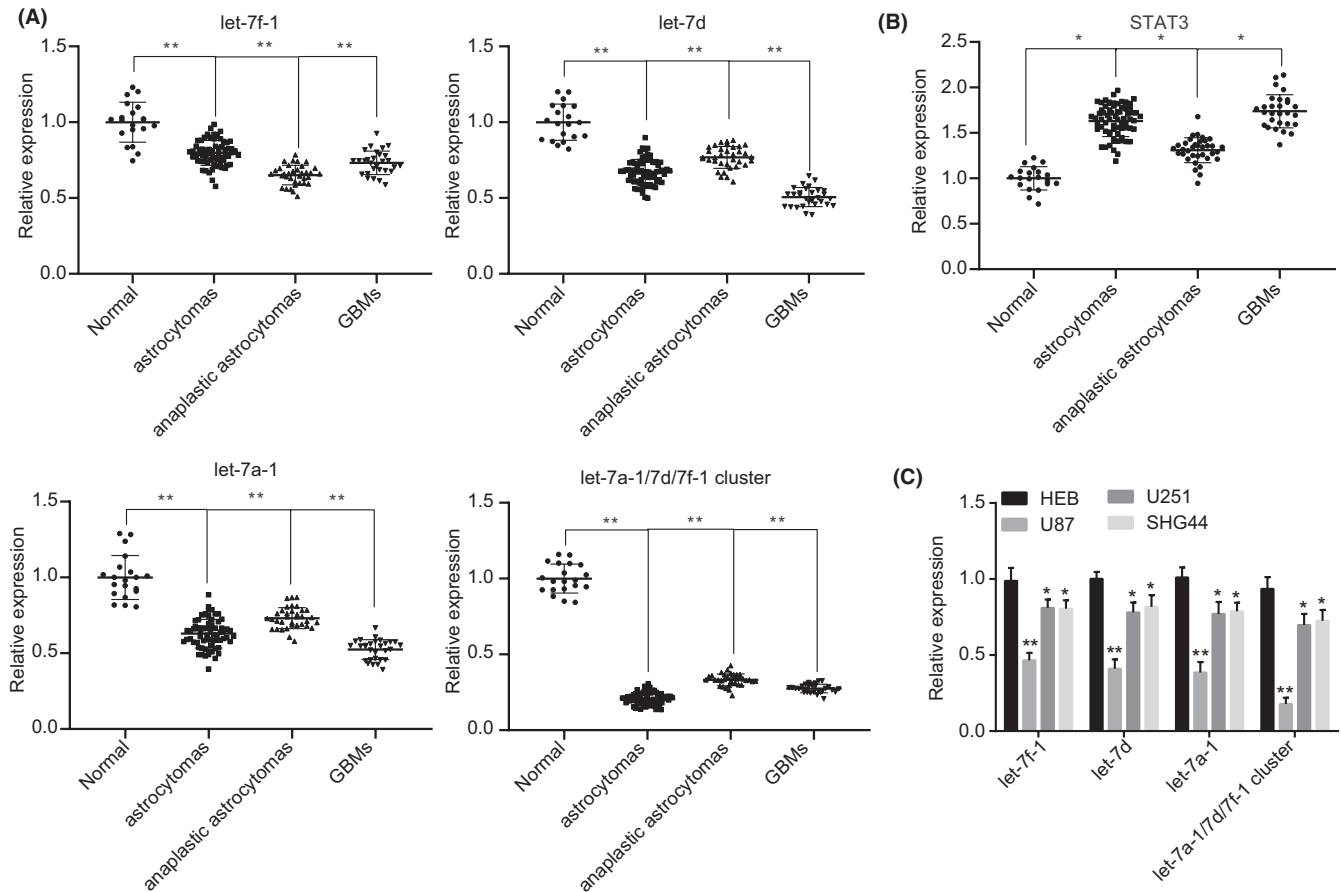 (A)
let-7f-1
Relative expression
1.5
1.0
0.5
0.0
** ** **
Normal
astrocytomas
anaplastic astrocytomas
GBMs
let-7d
Relative expression
1.5
1.0
0.5
0.0
** ** **
Normal
astrocytomas
anaplastic astrocytomas
GBMs
(B)
STAT3
Relative expression
2.5
2.0
1.5
1.0
0.5
0.0
* * *
Normal
astrocytomas
anaplastic astrocytomas
GBMs
let-7a-1
Relative expression
1.5
1.0
0.5
0.0
** ** **
Normal
astrocytomas
anaplastic astrocytomas
GBMs
let-7a-1/7d/7f-1 cluster
Relative expression
1.5
1.0
0.5
0.0
** ** **
Normal
astrocytomas
anaplastic astrocytomas
GBMs
(C)
HEB
U87
U251
SHG44
Relative expression
1.5
1.0
0.5
0.0
** * *
** * *
** * *
** * *
let-7f-1
let-7d
let-7a-1
let-7a-1/7d/7f-1 cluster